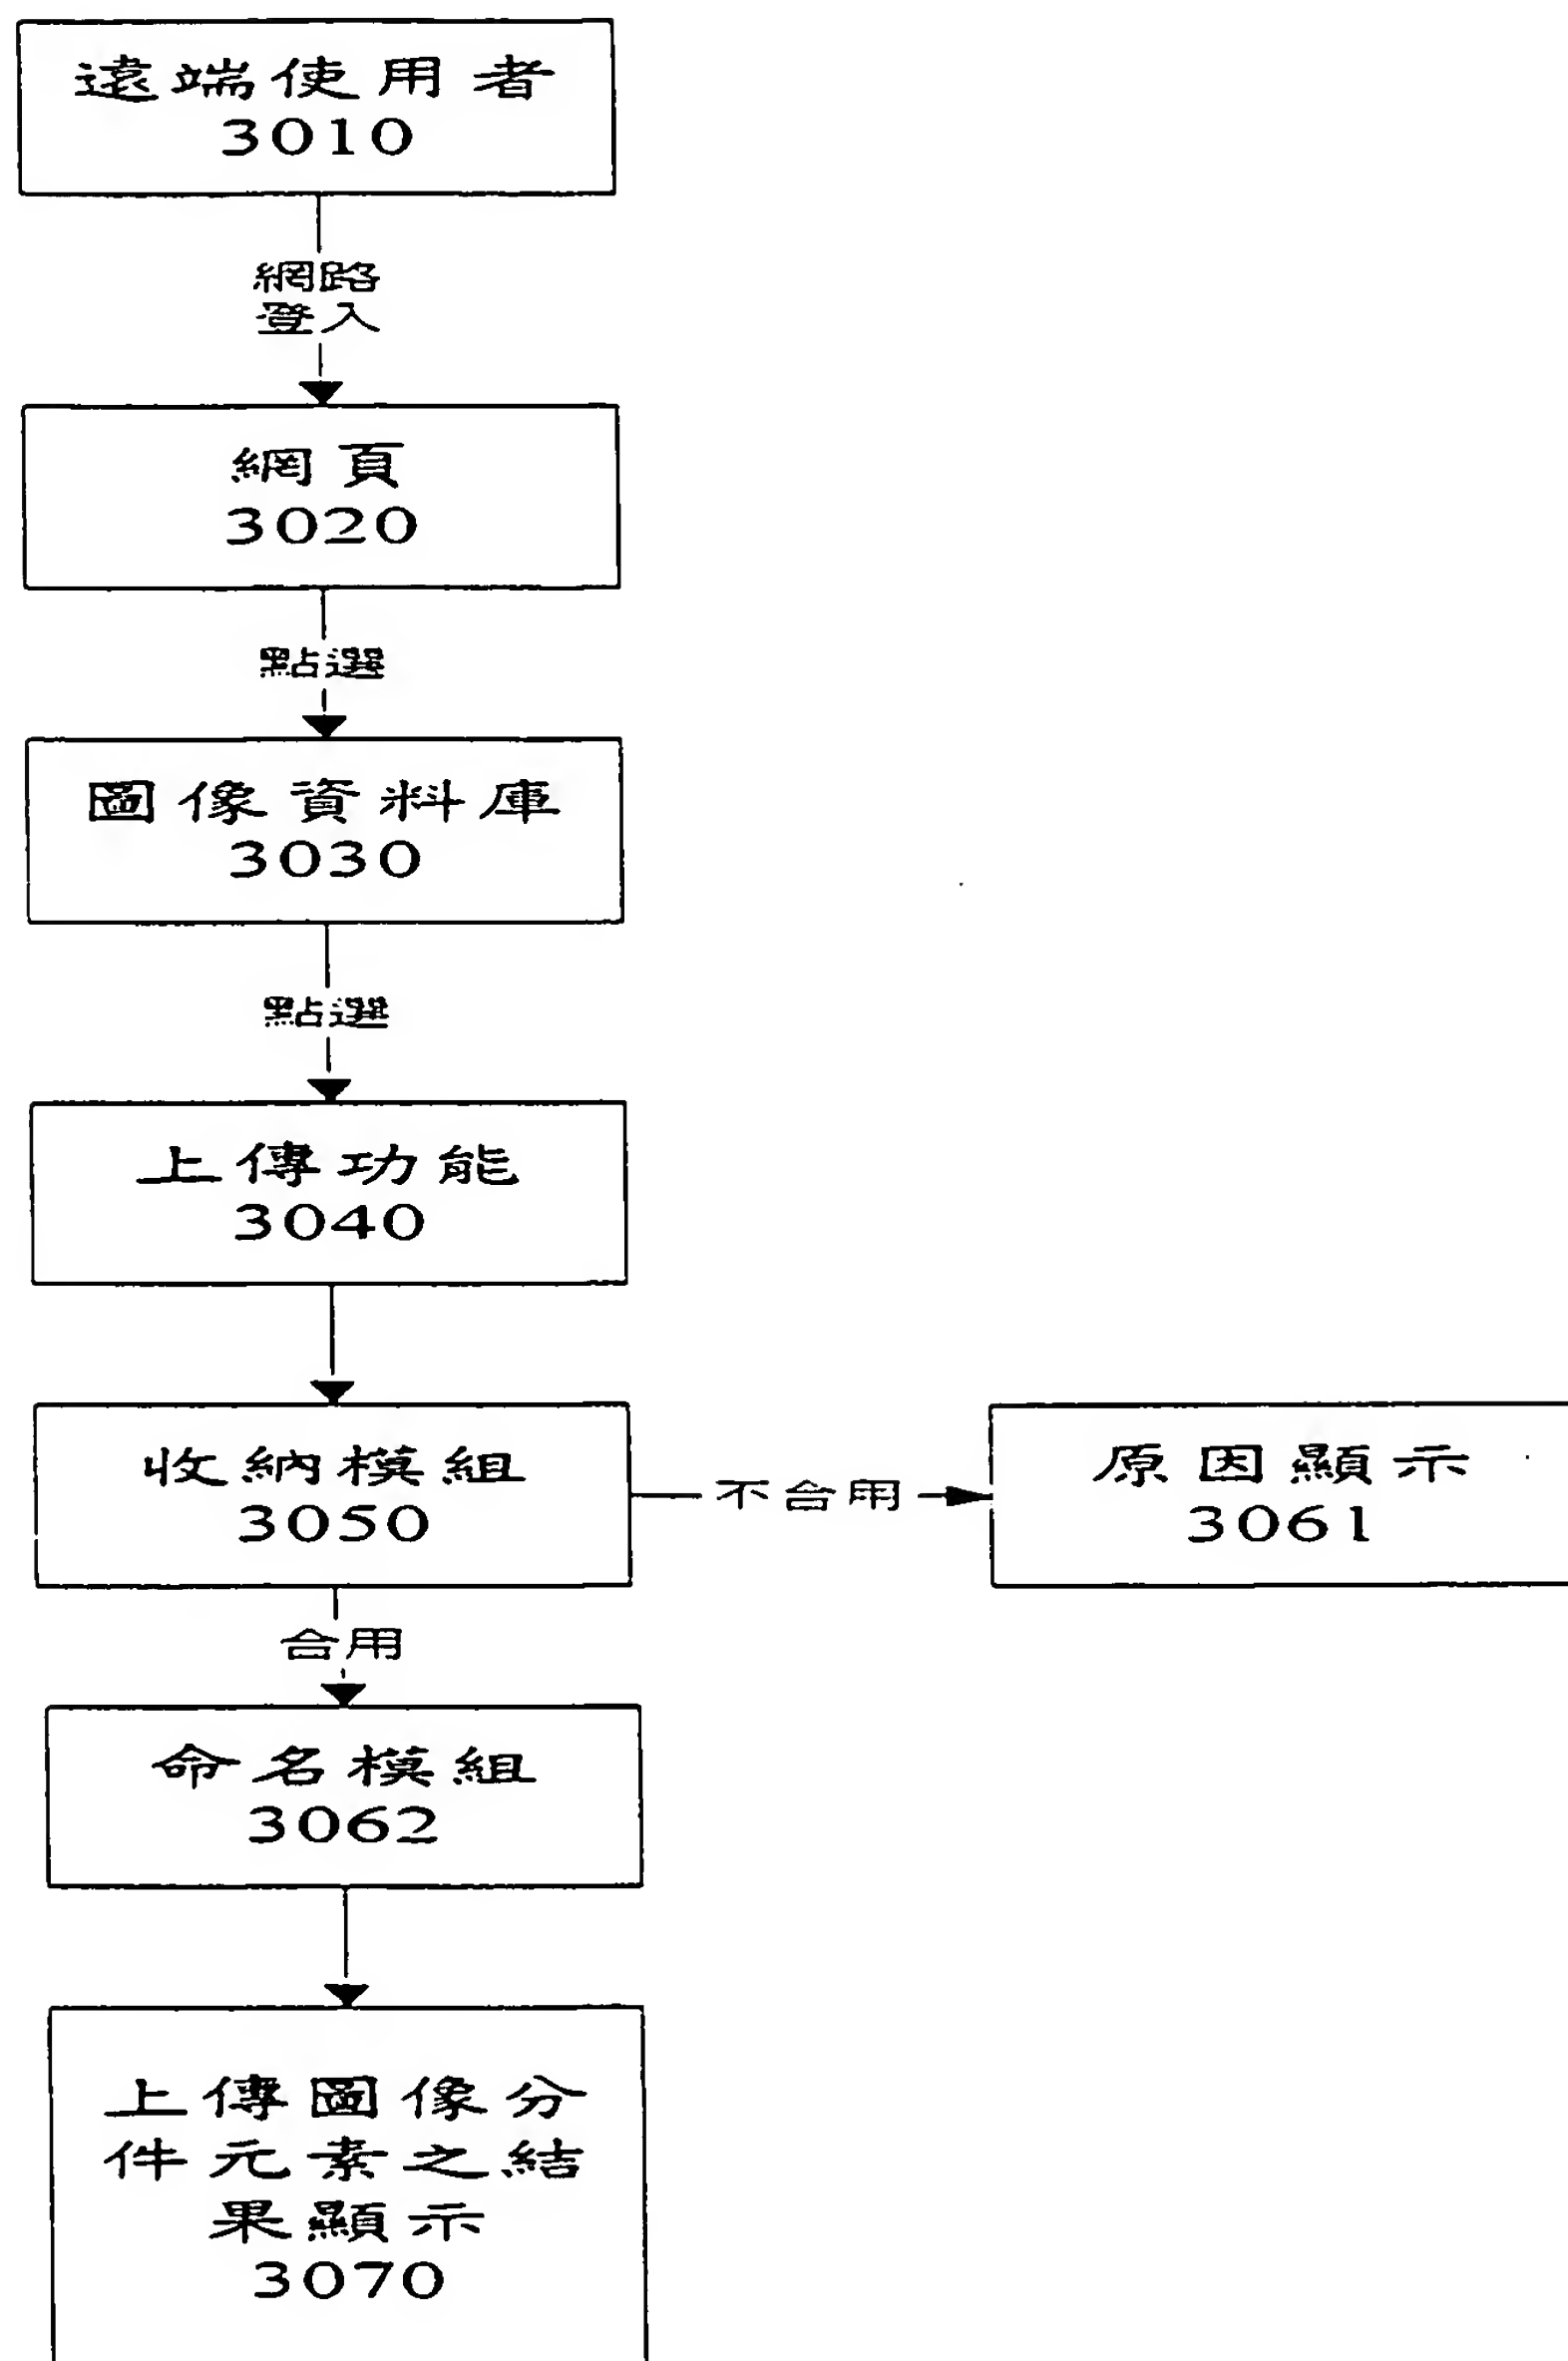 遠端使用者
3010
網路
登入
網頁
3020
點選
圖像資料庫
3030
點選
上傳功能
3040
收納模組
3050
不合用
原因顯示
3061
合用
命名模組
3062
上傳圖像分
件元素之結
果顯示
3070